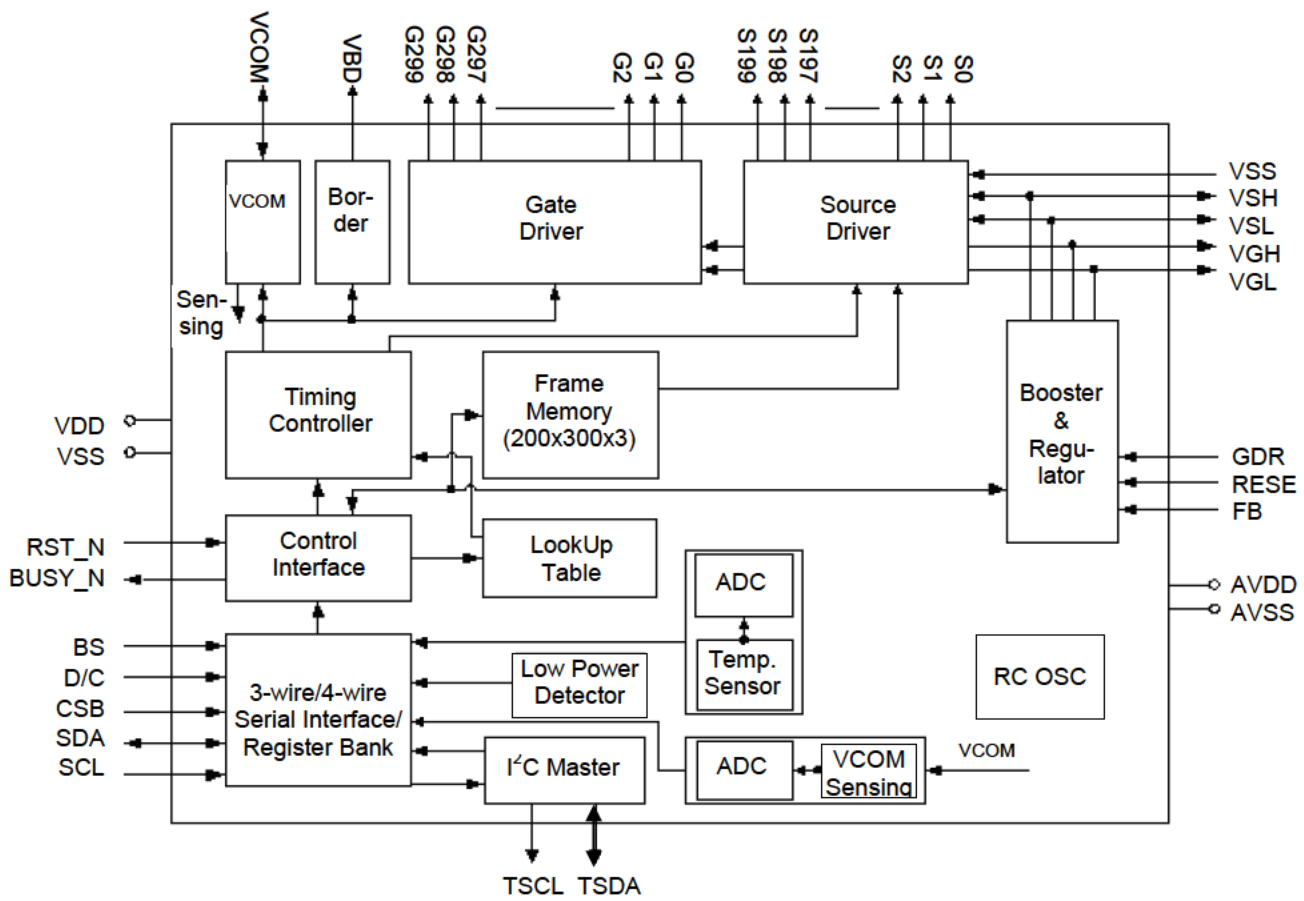 VCOM
VBD
G299
G298
G297
G2
G1
G0
S199
S198
S197
S2
S1
S0
VCOM
Bor-
der
Gate
Driver
Source
Driver
VSS
VSH
VSL
VGH
VGL
Sen-
sing
Timing
Controller
Frame
Memory
(200x300x3)
Booster
&
Regu-
lator
VDD
VSS
GDR
RESE
FB
RST_N
BUSY_N
Control
Interface
LookUp
Table
ADC
Temp.
Sensor
AVDD
AVSS
RC OSC
BS
D/C
CSB
SDA
SCL
3-wire/4-wire
Serial Interface/
Register Bank
Low Power
Detector
I²C Master
ADC
VCOM
Sensing
VCOM
TSCL
TSDA